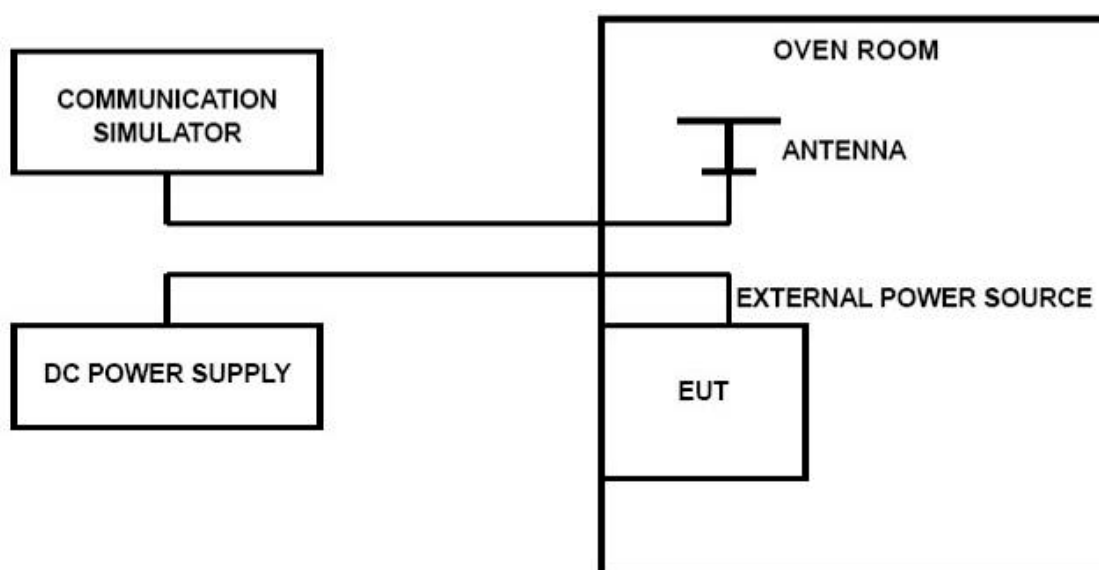 OVEN ROOM
COMMUNICATION
SIMULATOR
ANTENNA
EXTERNAL POWER SOURCE
DC POWER SUPPLY
EUT